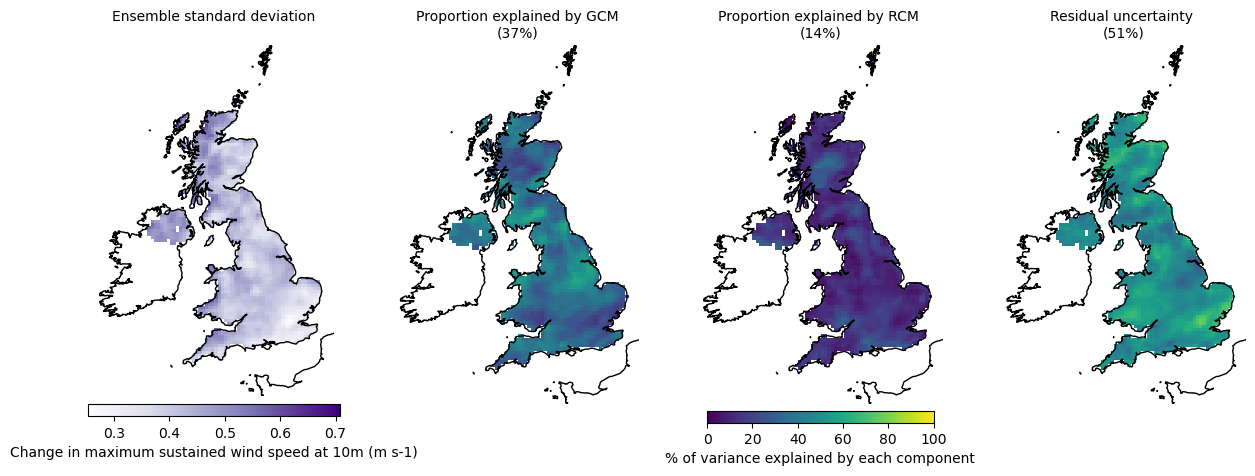 Ensemble standard deviation
Proportion explained by GCM
(37%)
Proportion explained by RCM
(14%)
Residual uncertainty
(51%)
0.3 0.4 0.5 0.6 0.7
Change in maximum sustained wind speed at 10m (m s-1)
0 20 40 60 80 100
% of variance explained by each component